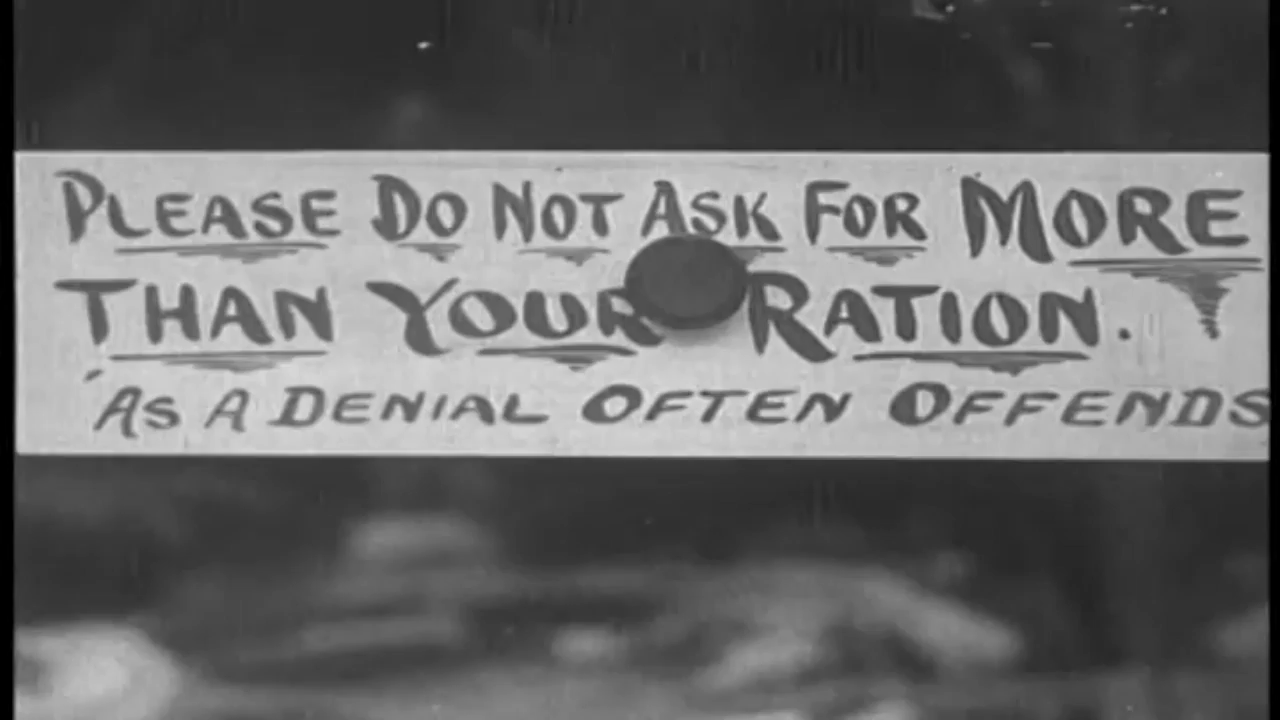 PLEASE DO NOT ASK FOR MORE
THAN YOUR RATION.
'AS A DENIAL OFTEN OFFENDS